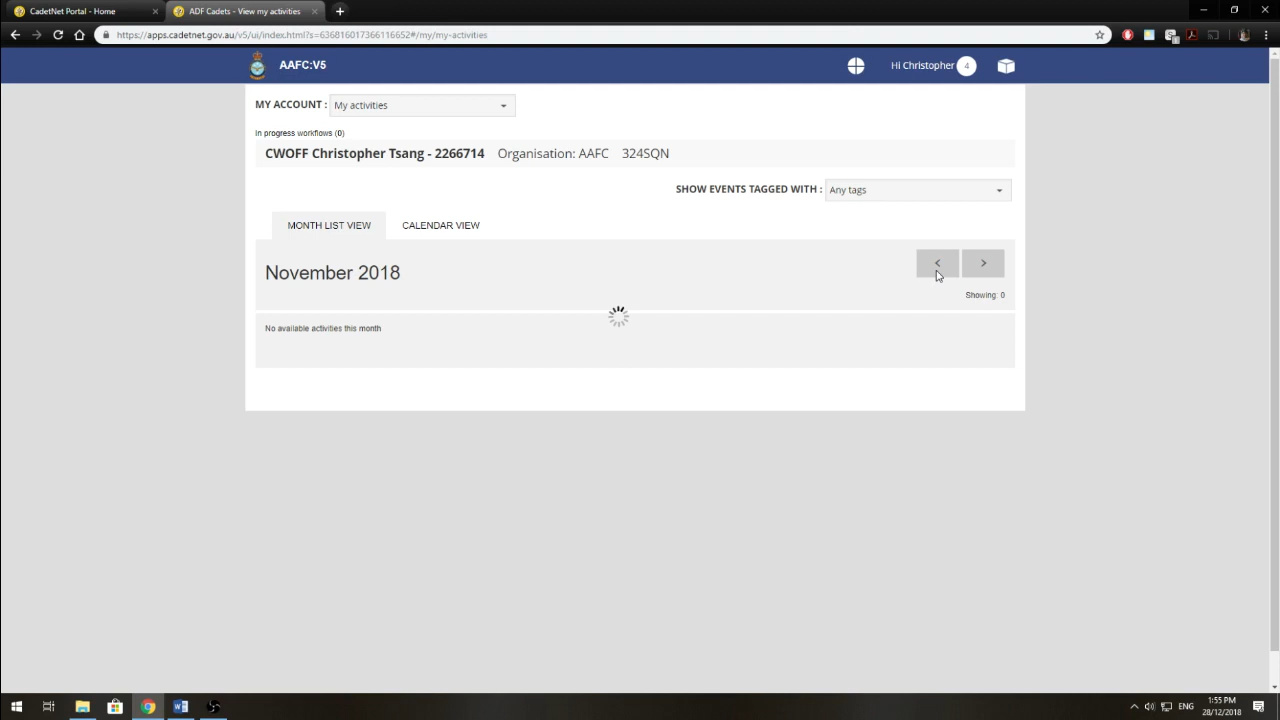 CadetNet Portal - Home
ADF Cadets - View my activities
https://apps.cadetnet.gov.au/v5/ui/index.html?s=636816017366116652#/my/my-activities
AAFC:V5
Hi Christopher 4
MY ACCOUNT : My activities
In progress workflows (0)
CWOFF Christopher Tsang - 2266714 Organisation: AAFC 324SQN
SHOW EVENTS TAGGED WITH : Any tags
MONTH LIST VIEW CALENDAR VIEW
November 2018
Showing: 0
No available activities this month
ENG
1:55 PM
28/12/2018